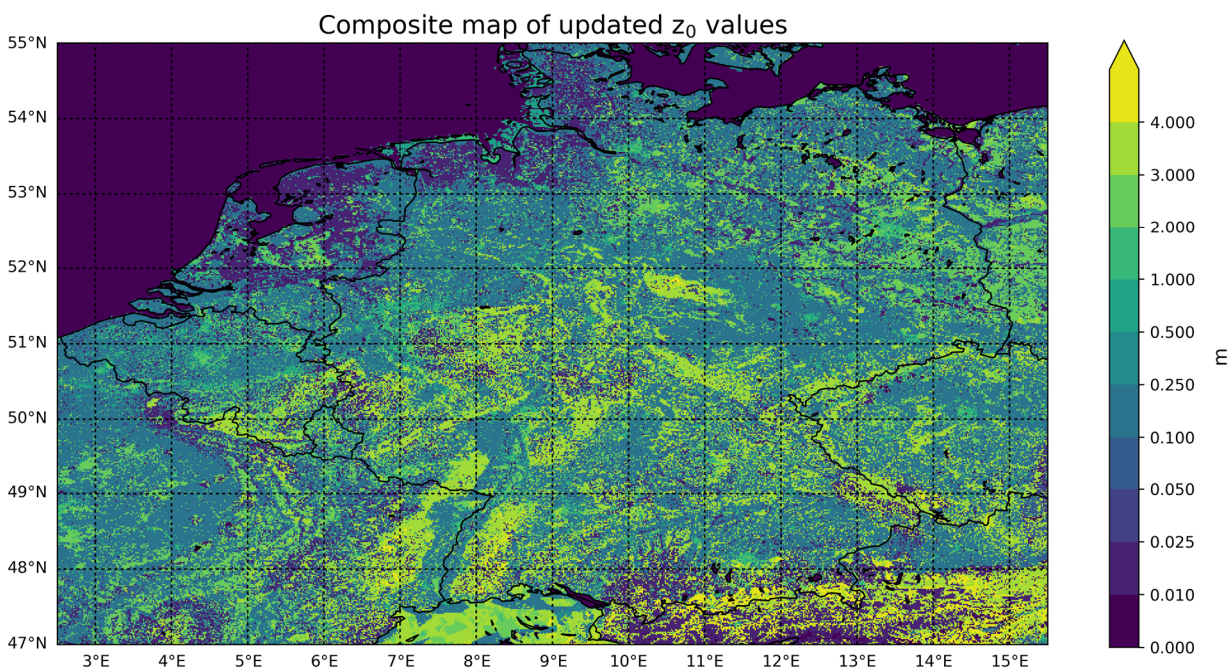 Composite map of updated z₀ values
55°N
54°N
53°N
52°N
51°N
50°N
49°N
48°N
47°N
3°E 4°E 5°E 6°E 7°E 8°E 9°E 10°E 11°E 12°E 13°E 14°E 15°E
4.000
3.000
2.000
1.000
0.500
0.250
0.100
0.050
0.025
0.010
0.000
m